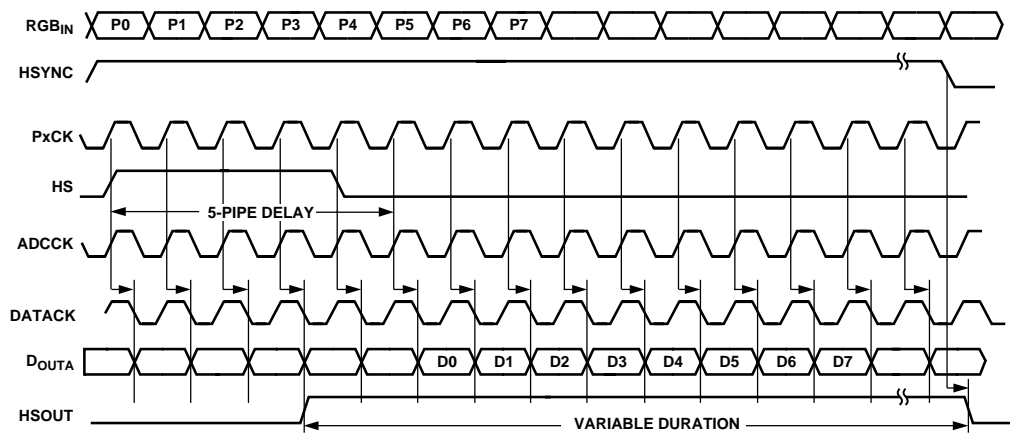 RGBIN P0 P1 P2 P3 P4 P5 P6 P7
HSYNC
PxCK
HS
5-PIPE DELAY
ADCCK
DATACK
DOUTA D0 D1 D2 D3 D4 D5 D6 D7
HSOUT
VARIABLE DURATION